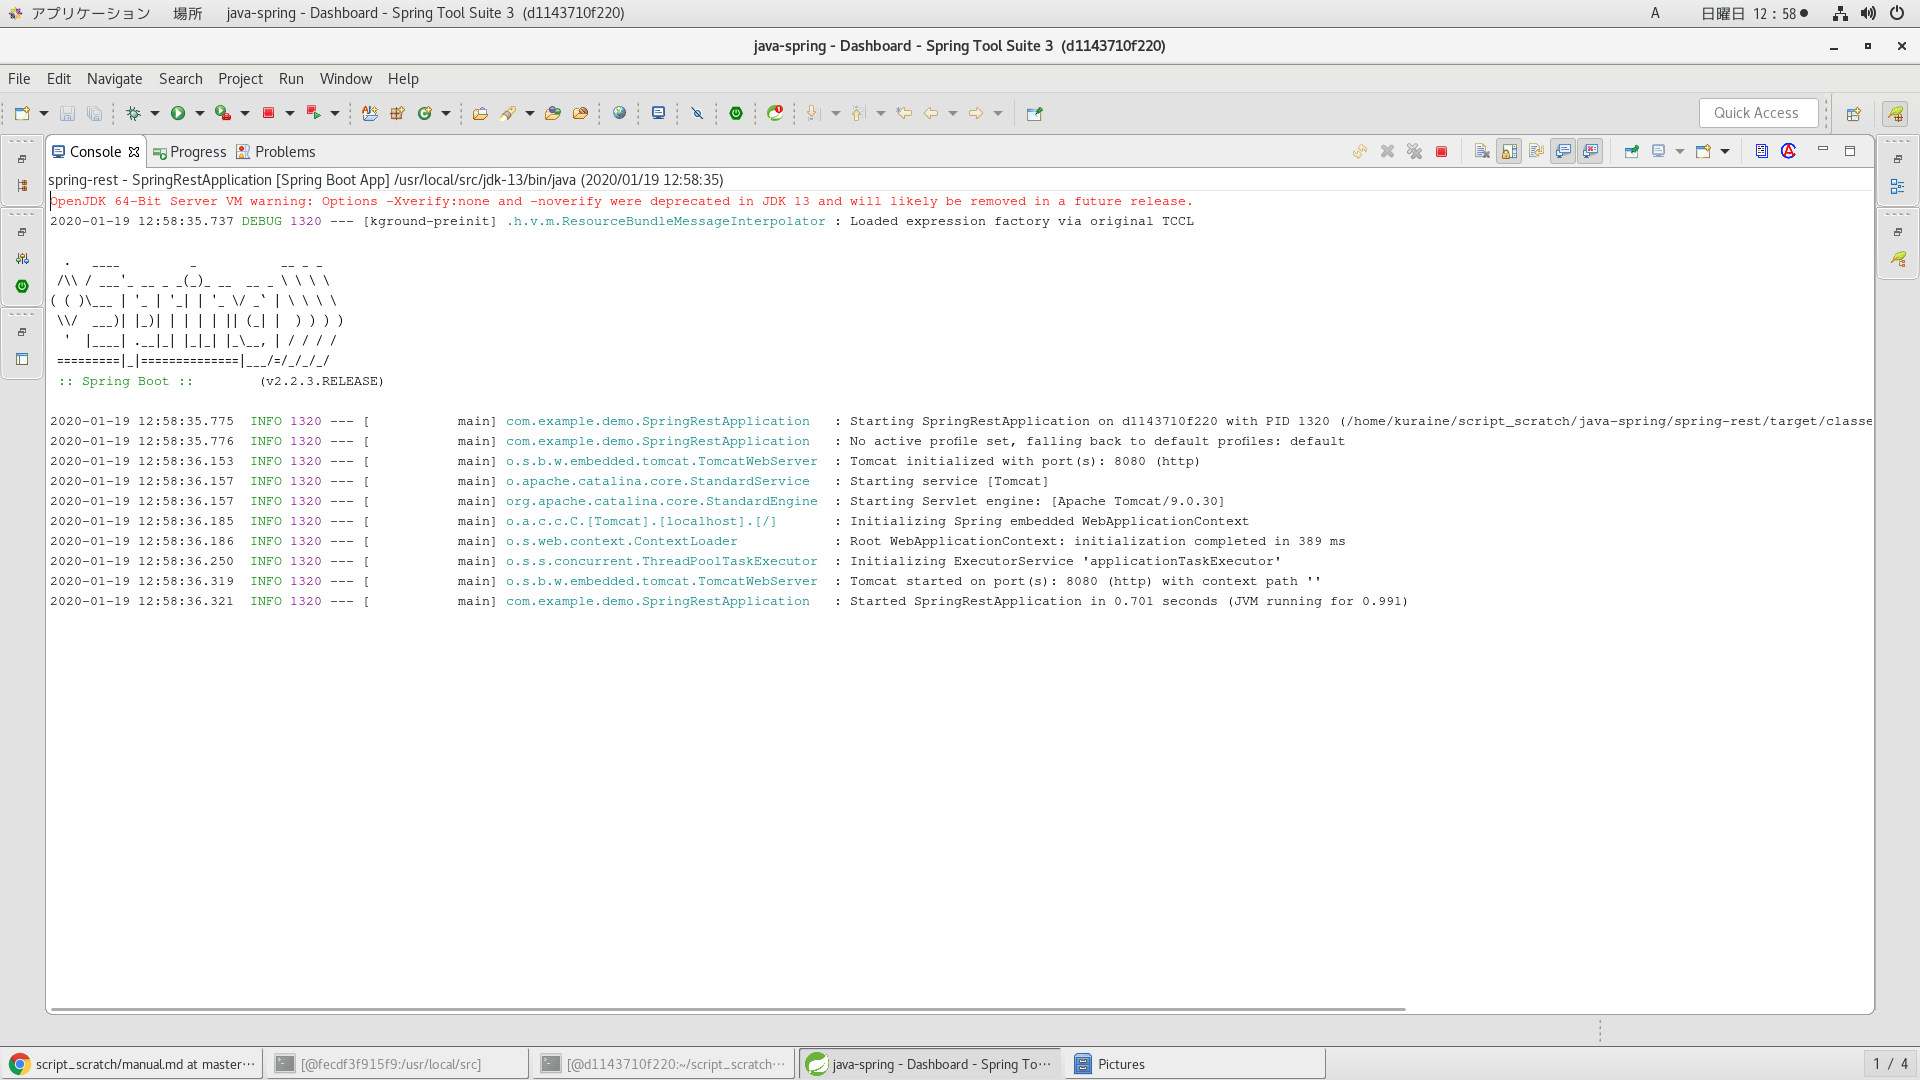 アプリケーション 場所 java-spring - Dashboard - Spring Tool Suite 3 (d1143710f220) A 日曜日 12：58●
java-spring - Dashboard - Spring Tool Suite 3 (d1143710f220)
File Edit Navigate Search Project Run Window Help
Quick Access
Console Progress Problems
spring-rest - SpringRestApplication [Spring Boot App] /usr/local/src/jdk-13/bin/java (2020/01/19 12:58:35)
OpenJDK 64-Bit Server VM warning: Options -Xverify:none and -noverify were deprecated in JDK 13 and will likely be removed in a future release.
2020-01-19 12:58:35.737 DEBUG 1320 --- [kground-preinit] .h.v.m.ResourceBundleMessageInterpolator : Loaded expression factory via original TCCL
  .   ____          _            __ _ _
 /\\ / ___'_ __ _ _(_)_ __  __ _ \ \ \ \
( ( )\___ | '_ | '_| | '_ \/ _` | \ \ \ \
 \\/  ___)| |_)| | | | | || (_| |  ) ) ) )
  '  |____| .__|_| |_|_| |_\__, | / / / /
 =========|_|==============|___/=/_/_/_/
 :: Spring Boot ::        (v2.2.3.RELEASE)
2020-01-19 12:58:35.775  INFO 1320 --- [           main] com.example.demo.SpringRestApplication   : Starting SpringRestApplication on d1143710f220 with PID 1320 (/home/kuraine/script_scratch/java-spring/spring-rest/target/classe
2020-01-19 12:58:35.776  INFO 1320 --- [           main] com.example.demo.SpringRestApplication   : No active profile set, falling back to default profiles: default
2020-01-19 12:58:36.153  INFO 1320 --- [           main] o.s.b.w.embedded.tomcat.TomcatWebServer  : Tomcat initialized with port(s): 8080 (http)
2020-01-19 12:58:36.157  INFO 1320 --- [           main] o.apache.catalina.core.StandardService   : Starting service [Tomcat]
2020-01-19 12:58:36.157  INFO 1320 --- [           main] org.apache.catalina.core.StandardEngine  : Starting Servlet engine: [Apache Tomcat/9.0.30]
2020-01-19 12:58:36.185  INFO 1320 --- [           main] o.a.c.c.C.[Tomcat].[localhost].[/]       : Initializing Spring embedded WebApplicationContext
2020-01-19 12:58:36.186  INFO 1320 --- [           main] o.s.web.context.ContextLoader            : Root WebApplicationContext: initialization completed in 389 ms
2020-01-19 12:58:36.250  INFO 1320 --- [           main] o.s.s.concurrent.ThreadPoolTaskExecutor  : Initializing ExecutorService 'applicationTaskExecutor'
2020-01-19 12:58:36.319  INFO 1320 --- [           main] o.s.b.w.embedded.tomcat.TomcatWebServer  : Tomcat started on port(s): 8080 (http) with context path ''
2020-01-19 12:58:36.321  INFO 1320 --- [           main] com.example.demo.SpringRestApplication   : Started SpringRestApplication in 0.701 seconds (JVM running for 0.991)
script_scratch/manual.md at master··· [@fecdf3f915f9:/usr/local/src] [@d1143710f220:~/script_scratch··· java-spring - Dashboard - Spring To··· Pictures 1 / 4